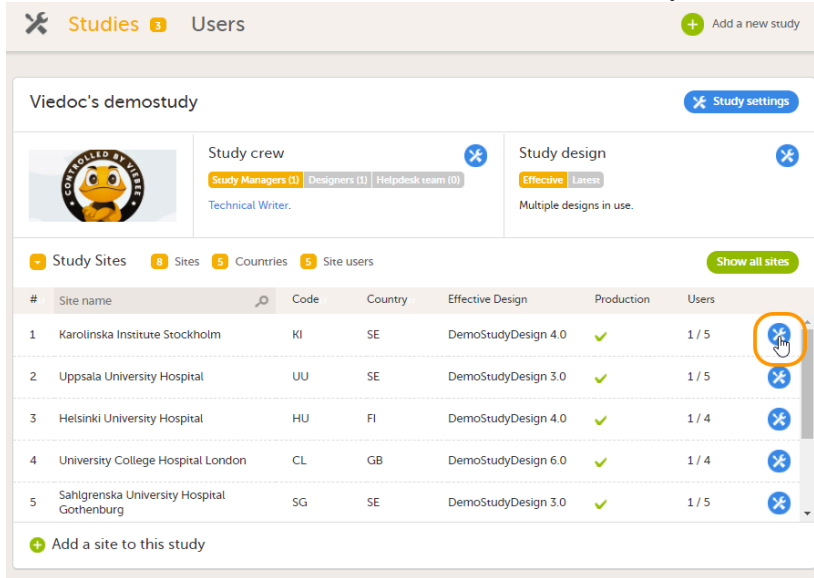 Studies 3 Users Add a new study
Viedoc's demostudy Study settings
CONTROLLED BY VIEBEE
Study crew
Study Managers (1) Designers (1) Helpdesk team (0)
Technical Writer.
Study design
Effective Latest
Multiple designs in use.
Study Sites 8 Sites 5 Countries 5 Site users Show all sites
# Site name Code Country Effective Design Production Users
1 Karolinska Institute Stockholm KI SE DemoStudyDesign 4.0 1 / 5
2 Uppsala University Hospital UU SE DemoStudyDesign 3.0 1 / 5
3 Helsinki University Hospital HU FI DemoStudyDesign 4.0 1 / 4
4 University College Hospital London CL GB DemoStudyDesign 6.0 1 / 4
5 Sahlgrenska University Hospital Gothenburg SG SE DemoStudyDesign 3.0 1 / 5
Add a site to this study